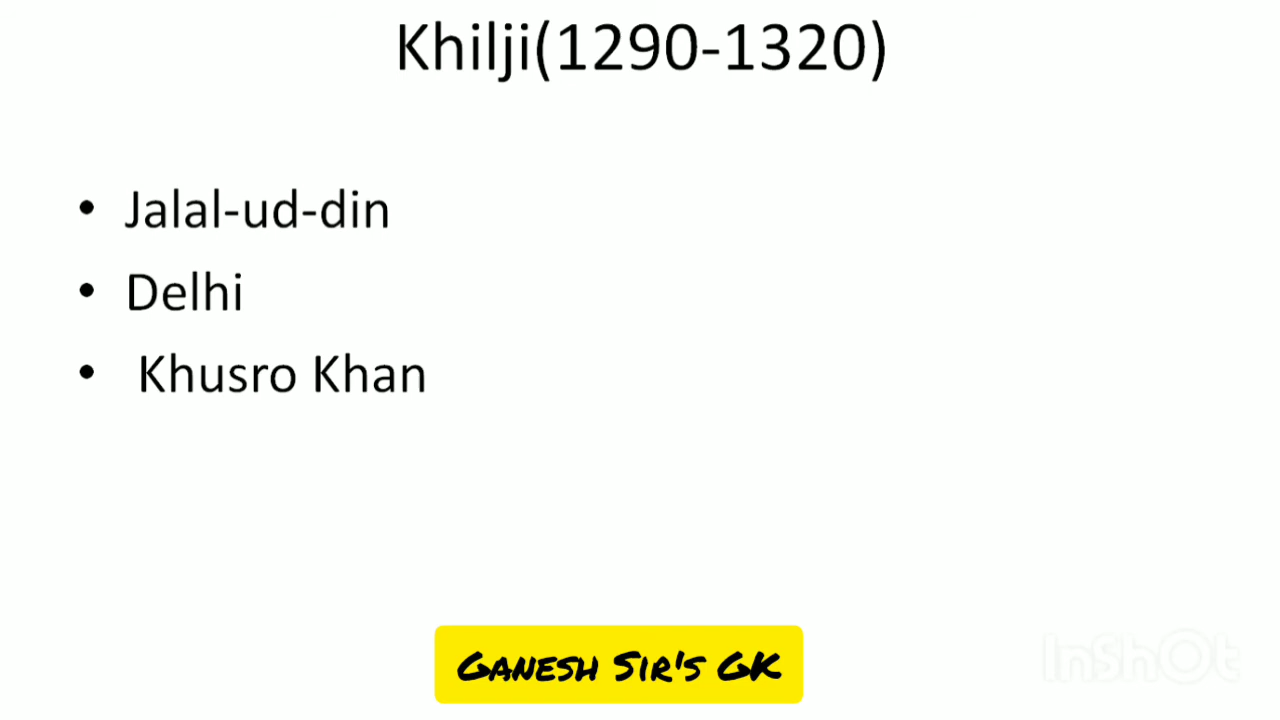 Khilji(1290-1320)
• Jalal-ud-din
• Delhi
• Khusro Khan
Ganesh Sir's GK
InShOt